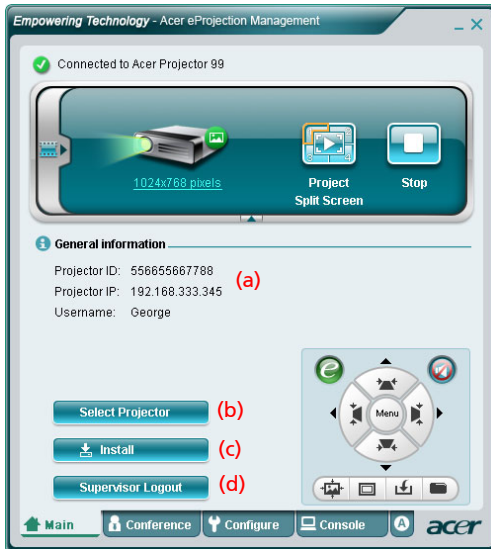 Empowering Technology - Acer eProjection Management
Connected to Acer Projector 99
1024x768 pixels
Project
Split Screen
Stop
General information
Projector ID: 556655667788
Projector IP: 192.168.333.345
Username: George
(a)
Select Projector (b)
Install (c)
Supervisor Logout (d)
e
Menu
Main Conference Configure Console A acer